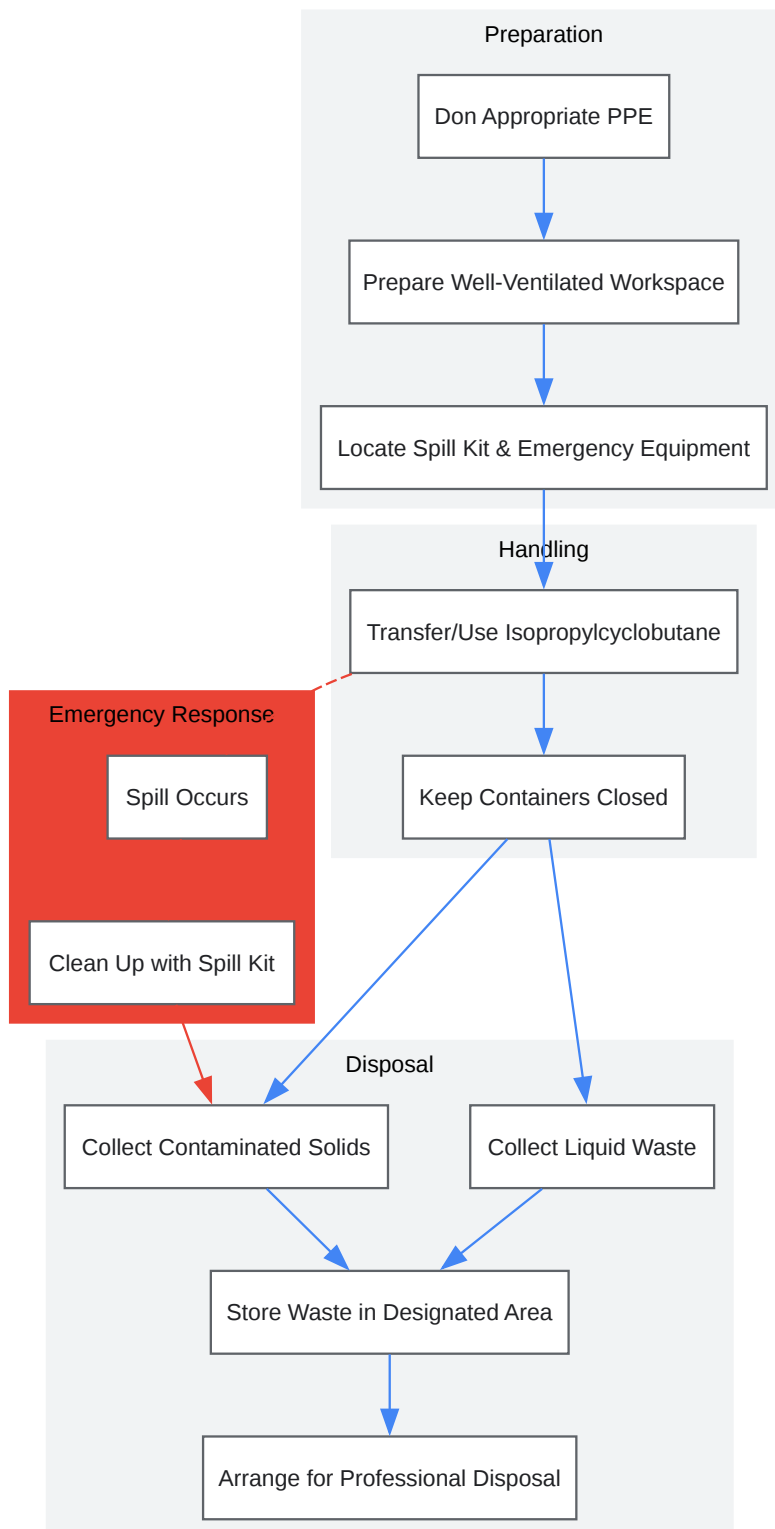 Preparation
Don Appropriate PPE
Prepare Well-Ventilated Workspace
Locate Spill Kit & Emergency Equipment
Handling
Transfer/Use Isopropylcyclobutane
Keep Containers Closed
Emergency Response
Spill Occurs
Clean Up with Spill Kit
Disposal
Collect Contaminated Solids
Collect Liquid Waste
Store Waste in Designated Area
Arrange for Professional Disposal